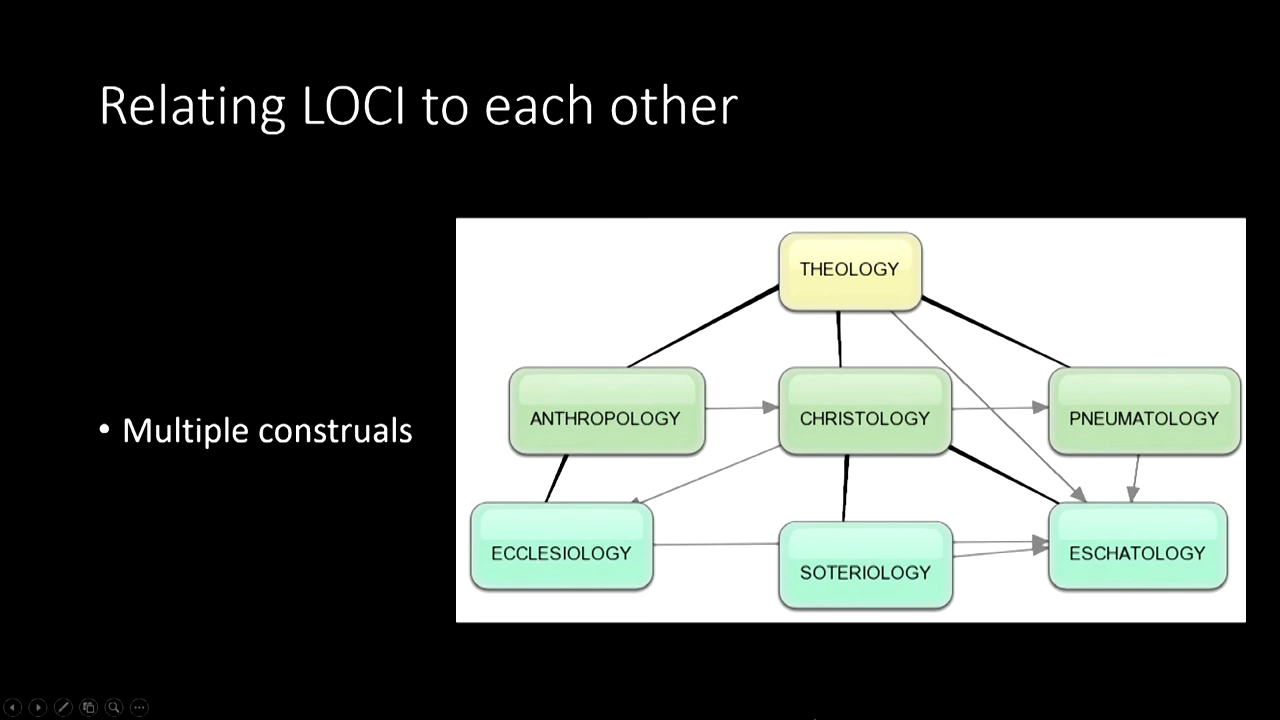 Relating LOCI to each other
• Multiple construals
THEOLOGY
ANTHROPOLOGY
CHRISTOLOGY
PNEUMATOLOGY
ECCLESIOLOGY
SOTERIOLOGY
ESCHATOLOGY